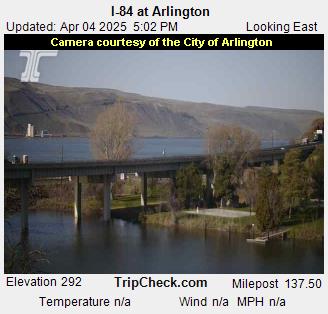 I-84 at Arlington
Updated: Apr 04 2025 5:02 PM Looking East
Camera courtesy of the City of Arlington
Elevation 292 TripCheck.com Milepost 137.50
Temperature n/a Wind n/a MPH n/a